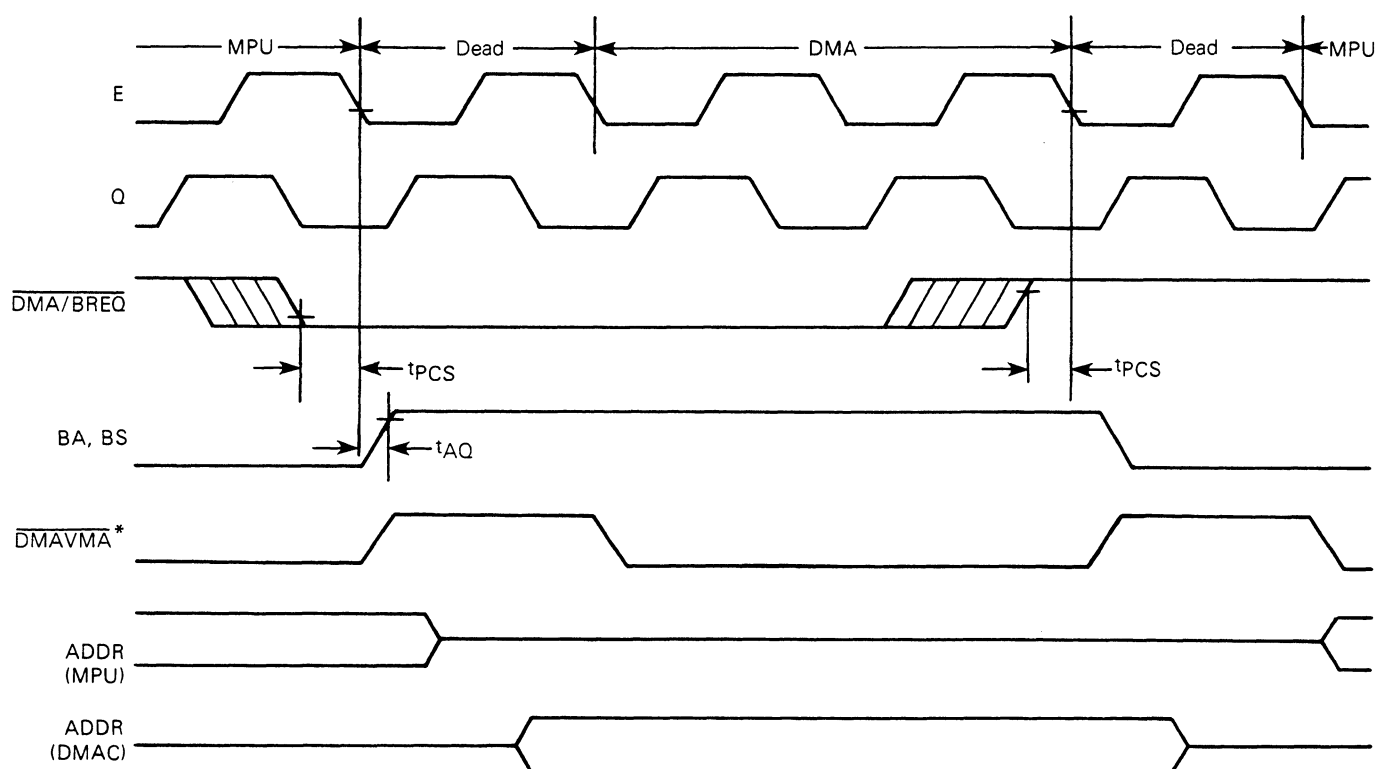 MPU Dead DMA Dead MPU
E
Q
DMA/BREQ
tPCS tPCS
BA, BS
tAQ
DMAVMA*
ADDR
(MPU)
ADDR
(DMAC)